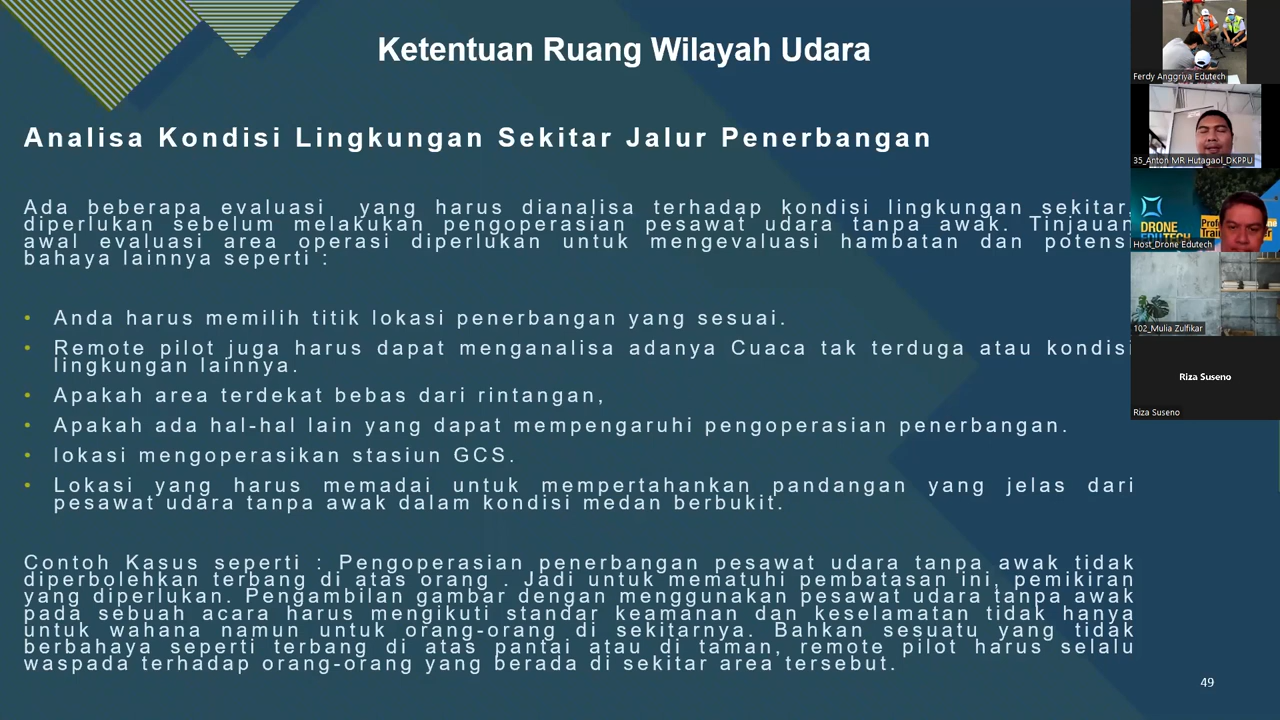 Ketentuan Ruang Wilayah Udara
Analisa Kondisi Lingkungan Sekitar Jalur Penerbangan
Ada beberapa evaluasi yang harus dianalisa terhadap kondisi lingkungan sekitar,
diperlukan sebelum melakukan pengoperasian pesawat udara tanpa awak. Tinjauan
awal evaluasi area operasi diperlukan untuk mengevaluasi hambatan dan potensi
bahaya lainnya seperti :
• Anda harus memilih titik lokasi penerbangan yang sesuai.
• Remote pilot juga harus dapat menganalisa adanya Cuaca tak terduga atau kondisi
lingkungan lainnya.
• Apakah area terdekat bebas dari rintangan,
• Apakah ada hal-hal lain yang dapat mempengaruhi pengoperasian penerbangan.
• lokasi mengoperasikan stasiun GCS.
• Lokasi yang harus memadai untuk mempertahankan pandangan yang jelas dari
pesawat udara tanpa awak dalam kondisi medan berbukit.
Contoh Kasus seperti : Pengoperasian penerbangan pesawat udara tanpa awak tidak
diperbolehkan terbang di atas orang . Jadi untuk mematuhi pembatasan ini, pemikiran
yang diperlukan. Pengambilan gambar dengan menggunakan pesawat udara tanpa awak
pada sebuah acara harus mengikuti standar keamanan dan keselamatan tidak hanya
untuk wahana namun untuk orang-orang di sekitarnya. Bahkan sesuatu yang tidak
berbahaya seperti terbang di atas pantai atau di taman, remote pilot harus selalu
waspada terhadap orang-orang yang berada di sekitar area tersebut.
49
Ferdy Anggriya Edutech
35_Anton MR Hutagaol_DKPPU
DRONE
EDUTECH
Host_Drone Edutech
102_Mulia Zulfikar
Riza Suseno
Riza Suseno